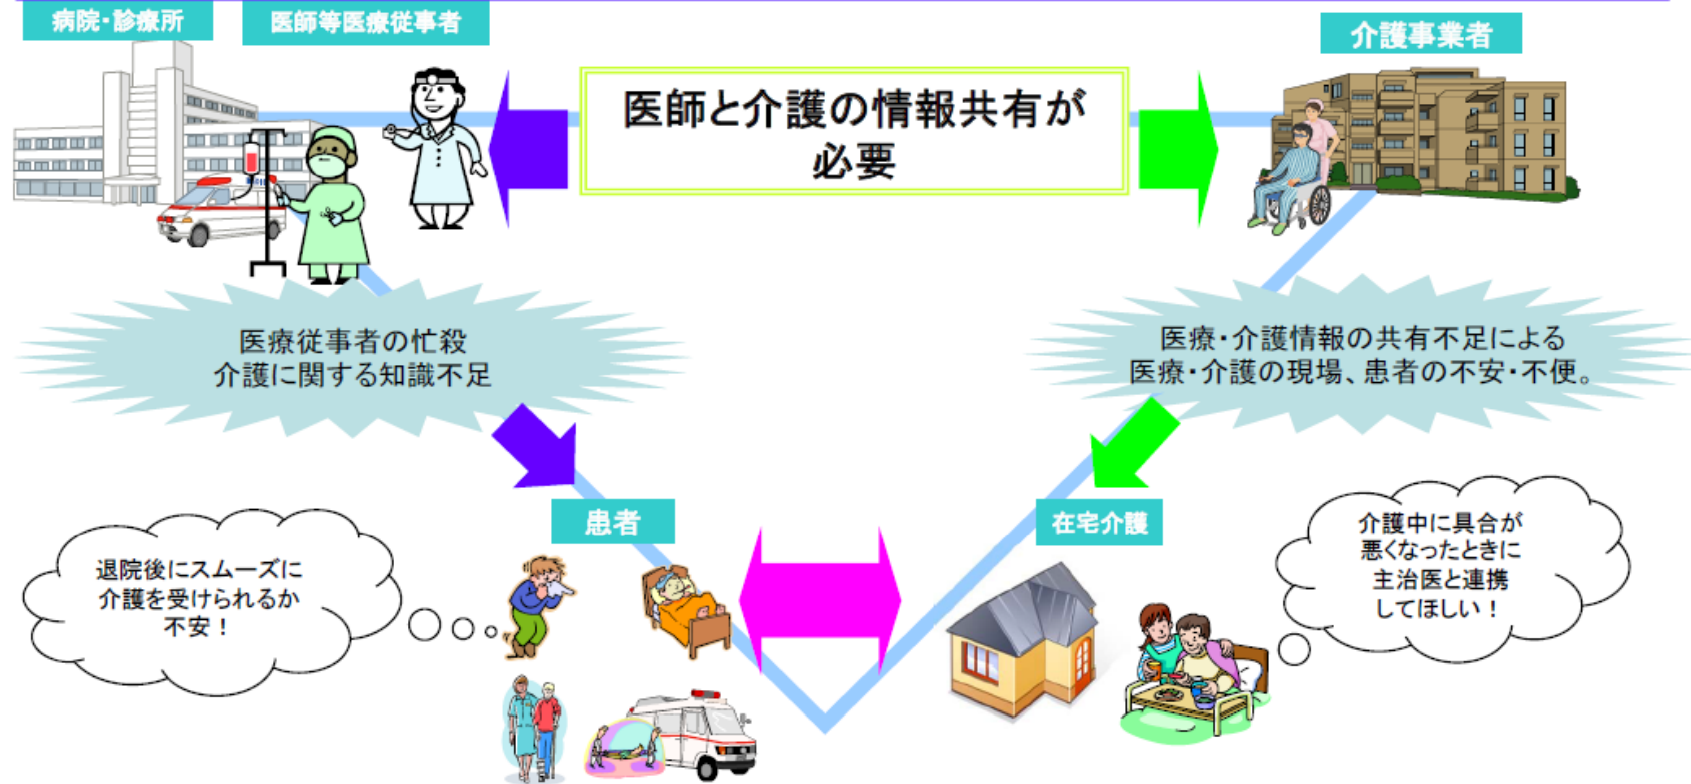 病院・診療所
医師等医療従事者
介護事業者
医師と介護の情報共有が
必要
医療従事者の忙殺
介護に関する知識不足
医療・介護情報の共有不足による
医療・介護の現場、患者の不安・不便。
患者
在宅介護
退院後にスムーズに
介護を受けられるか
不安！
介護中に具合が
悪くなったときに
主治医と連携
してほしい！